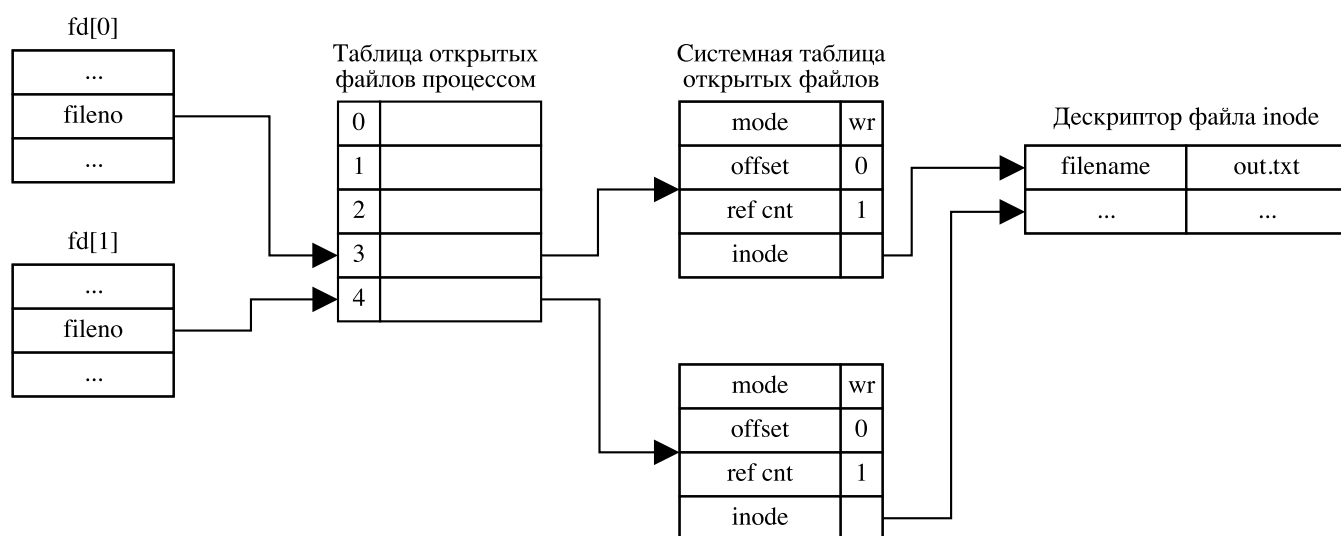 fd[0]
...
fileno
...
fd[1]
...
fileno
...
Таблица открытых
файлов процессом
0
1
2
3
4
Системная таблица
открытых файлов
mode wr
offset 0
ref cnt 1
inode
mode wr
offset 0
ref cnt 1
inode
Дескриптор файла inode
filename out.txt
... ...